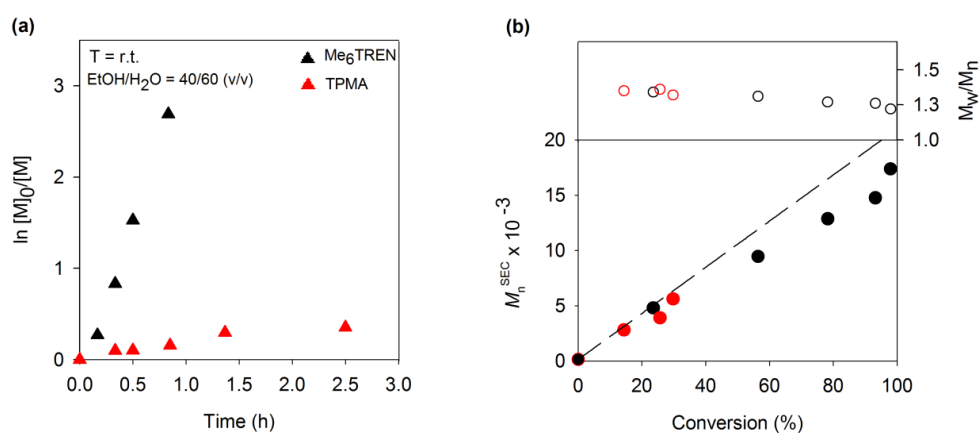 (a)
T = r.t.
EtOH/H2O = 40/60 (v/v)
Me6TREN
TPMA
3
2
1
0
ln [M]0/[M]
0.0 0.5 1.0 1.5 2.0 2.5 3.0
Time (h)
(b)
1.5
1.3
1.0
Mw/Mn
20
15
10
5
0
MnSEC x 10-3
0 20 40 60 80 100
Conversion (%)